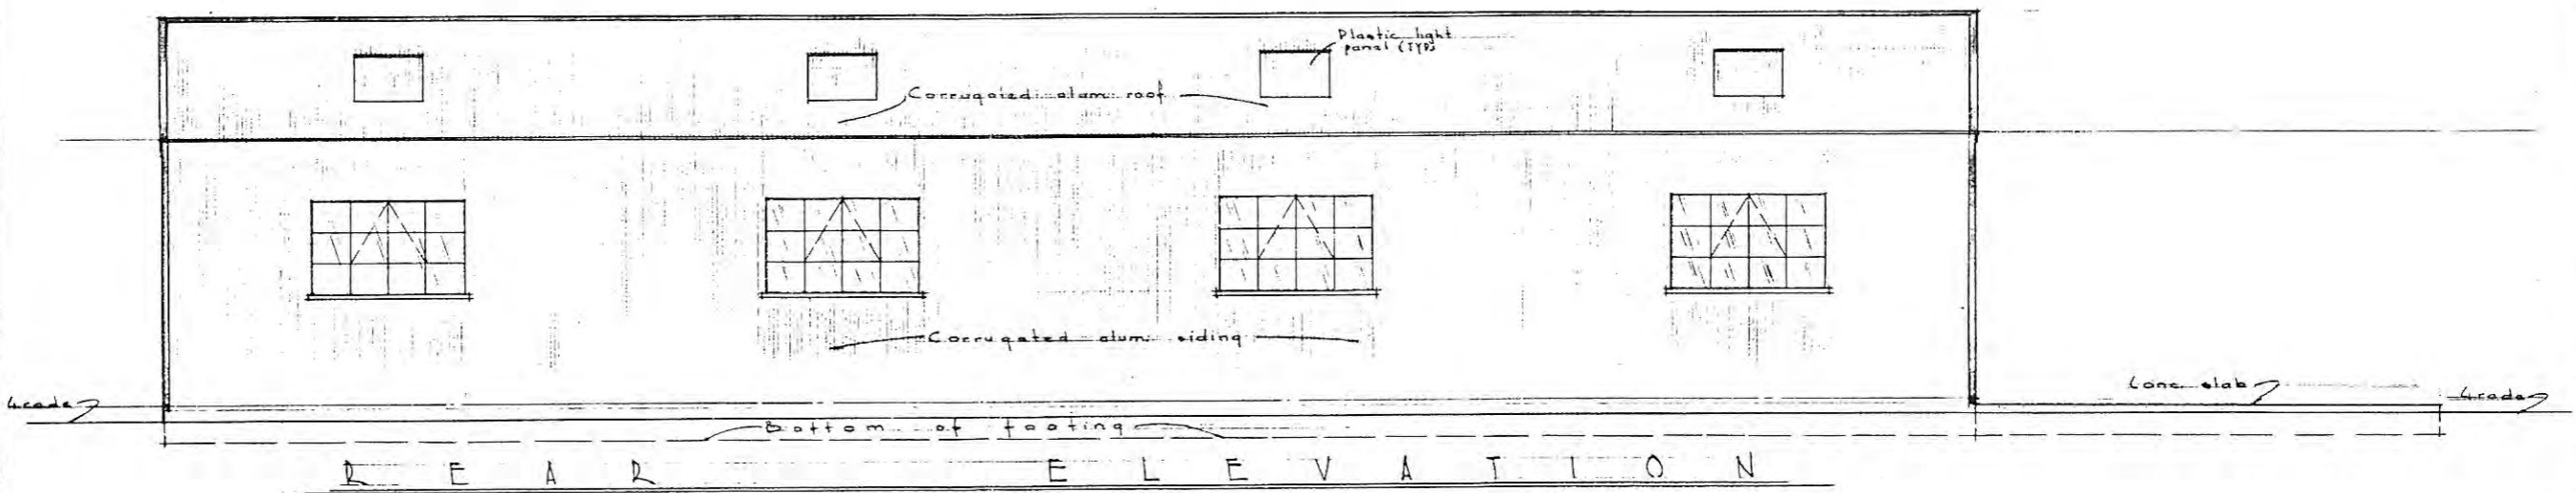 Plastic light
panel (TYP)
Corrugated alum. roof
Corrugated alum. siding
Grade
Conc. slab
Grade
Bottom of footing
REAR ELEVATION